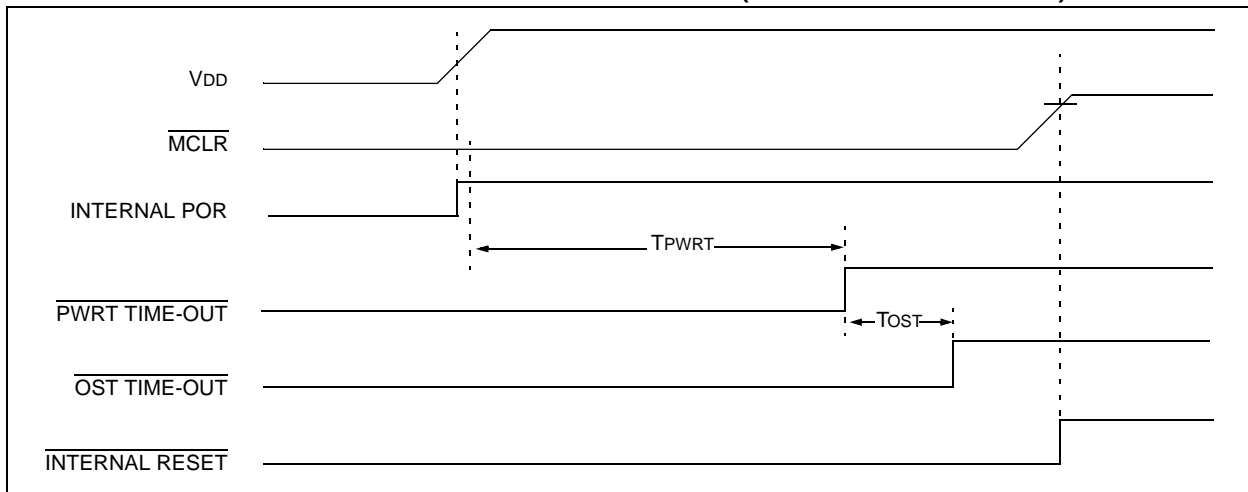 VDD
MCLR
INTERNAL POR
TPWRT
PWRT TIME-OUT
TOST
OST TIME-OUT
INTERNAL RESET